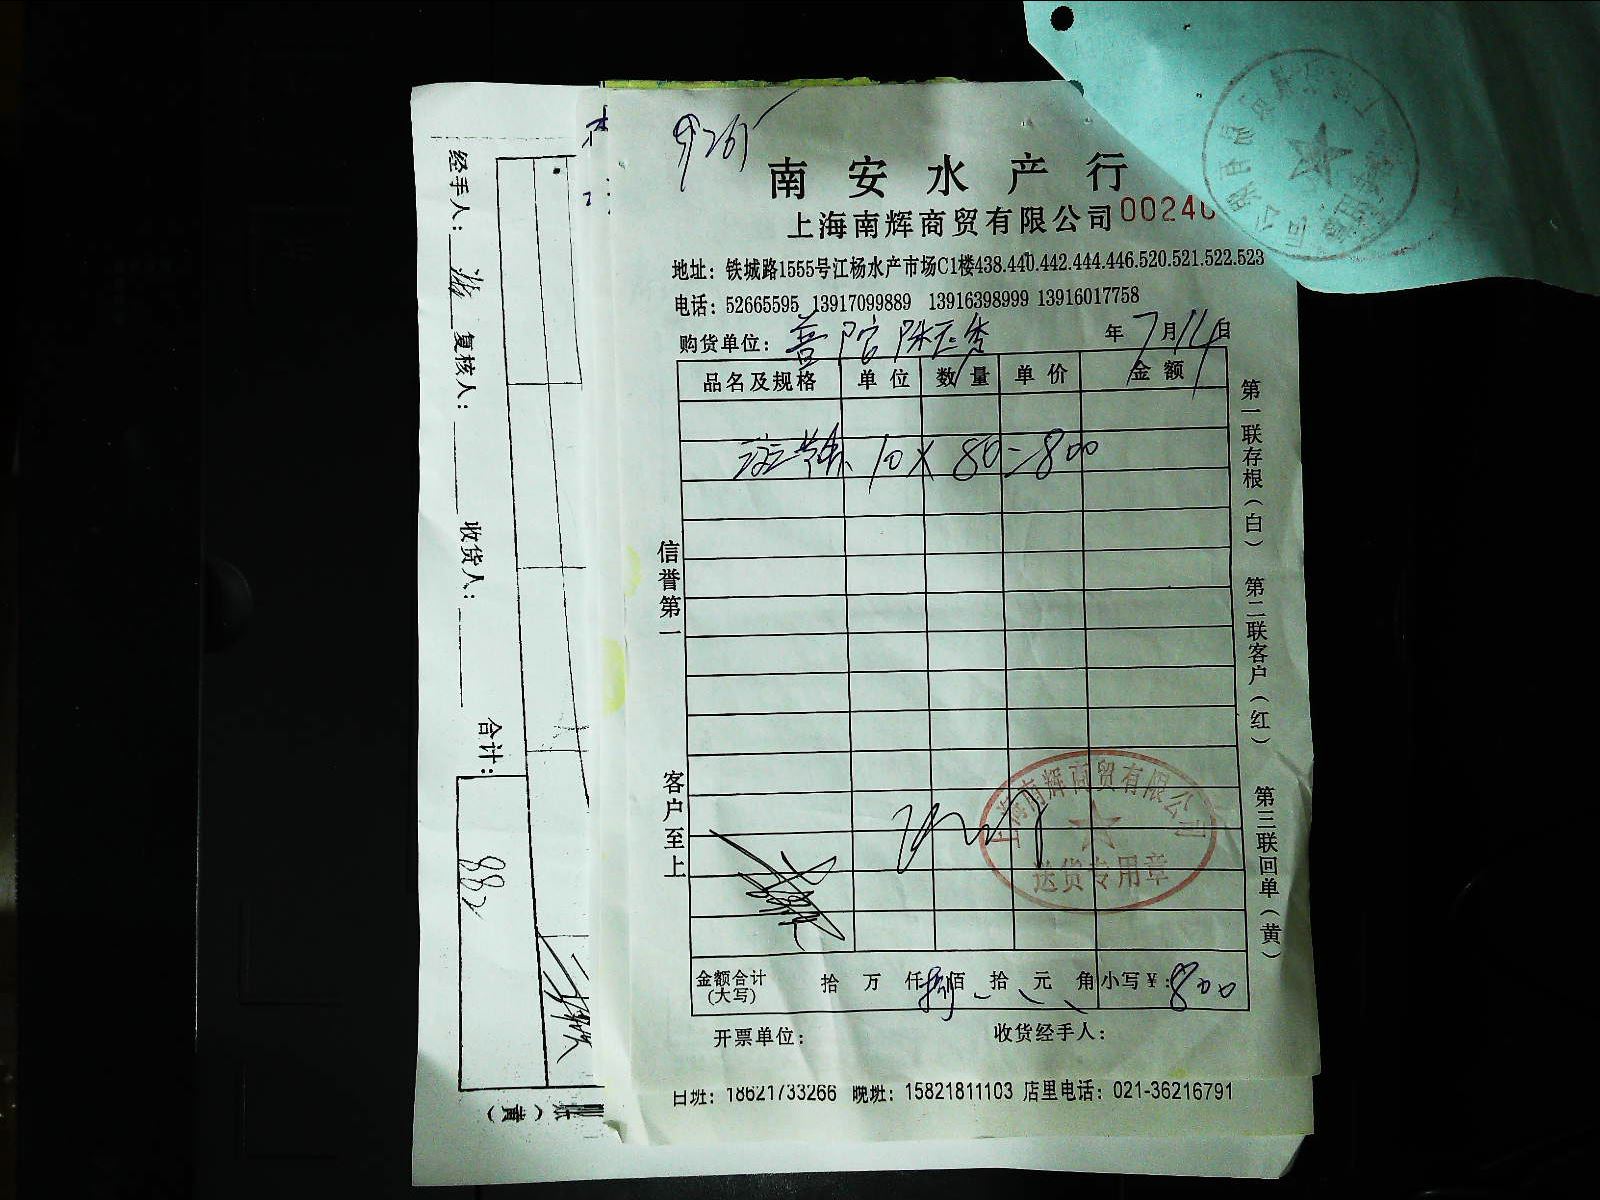 南安水产行
上海南辉商贸有限公司 00240
地址：铁城路1555号江杨水产市场C1楼438.440.442.444.446.520.521.522.523
电话：52665595 13917099889 13916398999 13916017758
购货单位：普陀 年7月14日
品名及规格 单位 数量 单价 金额
10×80=800
信誉第一
客户至上
第一联存根（白） 第二联客户（红） 第三联回单（黄）
上海南辉商贸有限公司
送货专用章
金额合计（大写） 拾 万 仟捌佰 拾 元 角 小写￥：800
开票单位： 收货经手人：
日班：18621733266 晚班：15821811103 店里电话：021-36216791
经手人： 复核人： 收货人： 合计：
882
（黄）